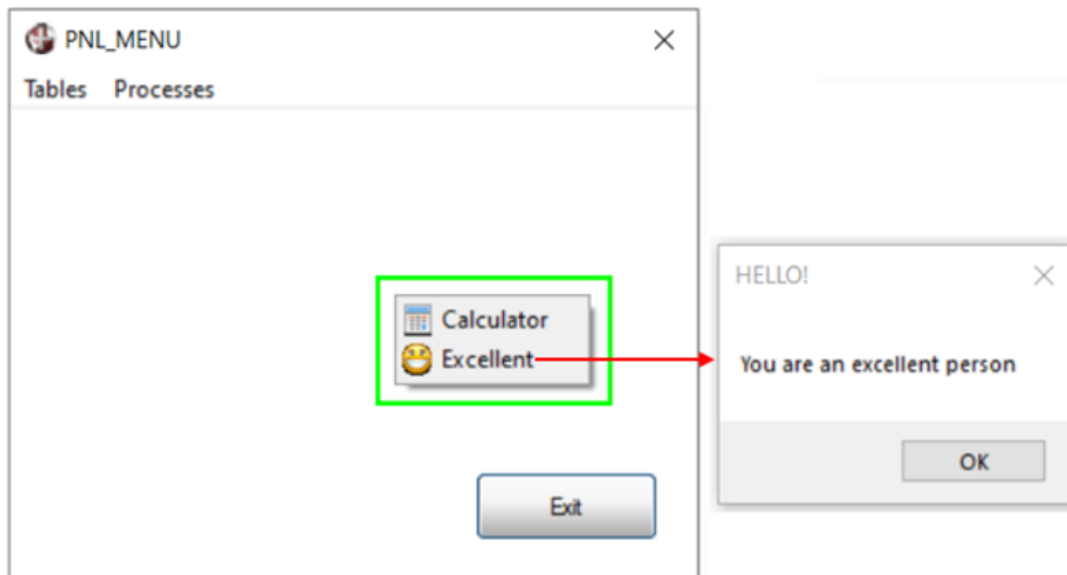 PNL_MENU
Tables Processes
Calculator
Excellent
Exit
HELLO!
You are an excellent person
OK